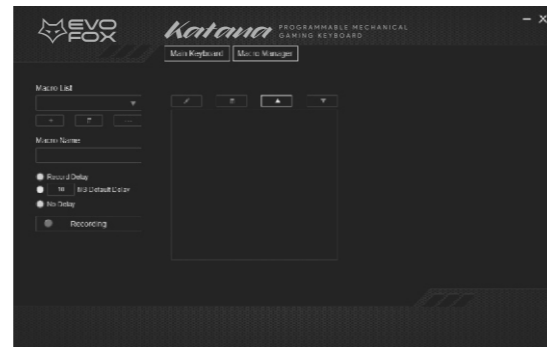 EVO
FOX
Katana
PROGRAMMABLE MECHANICAL
GAMING KEYBOARD
Main Keyboard
Macro Manager
Macro List
Macro Name
Record Delay
10 MS Default Delay
No Delay
Recording